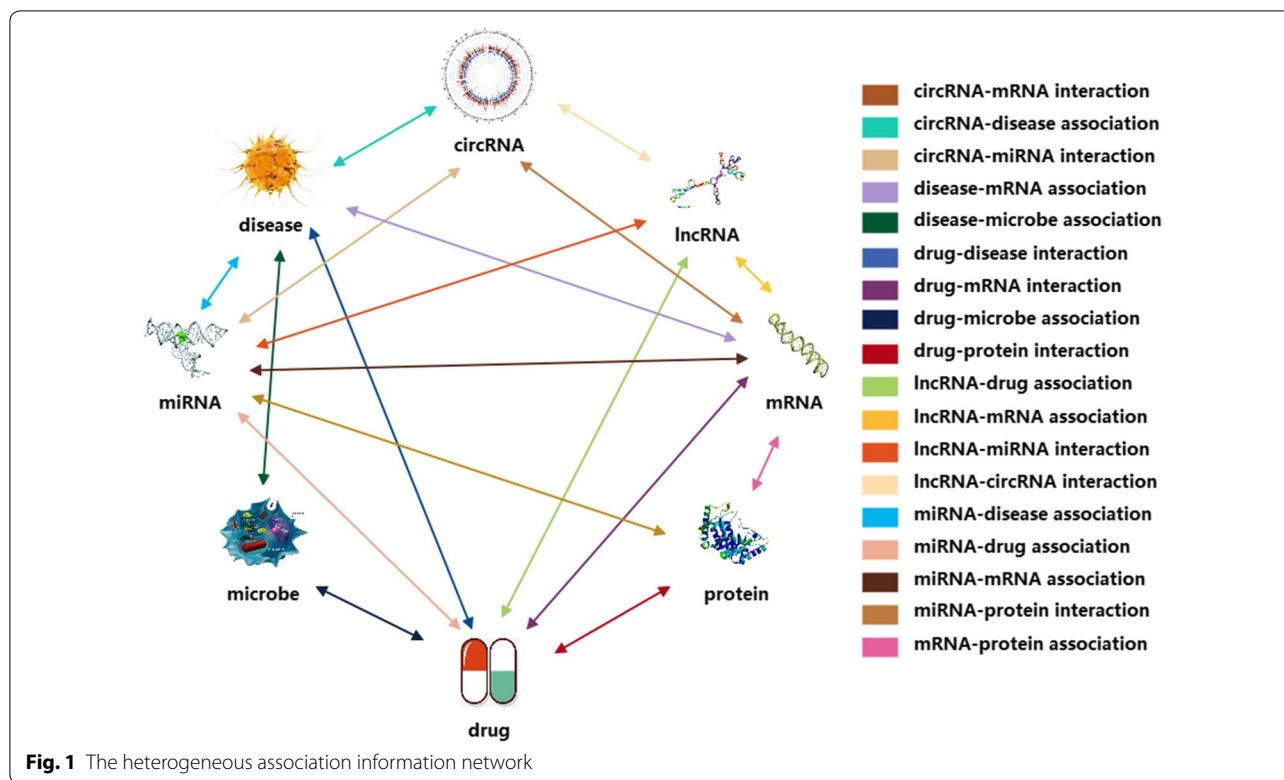 circRNA
disease
lncRNA
miRNA
mRNA
microbe
protein
drug
circRNA-mRNA interaction
circRNA-disease association
circRNA-miRNA interaction
disease-mRNA association
disease-microbe association
drug-disease interaction
drug-mRNA interaction
drug-microbe association
drug-protein interaction
lncRNA-drug association
lncRNA-mRNA association
lncRNA-miRNA interaction
lncRNA-circRNA interaction
miRNA-disease association
miRNA-drug association
miRNA-mRNA association
miRNA-protein interaction
mRNA-protein association
Fig. 1 The heterogeneous association information network